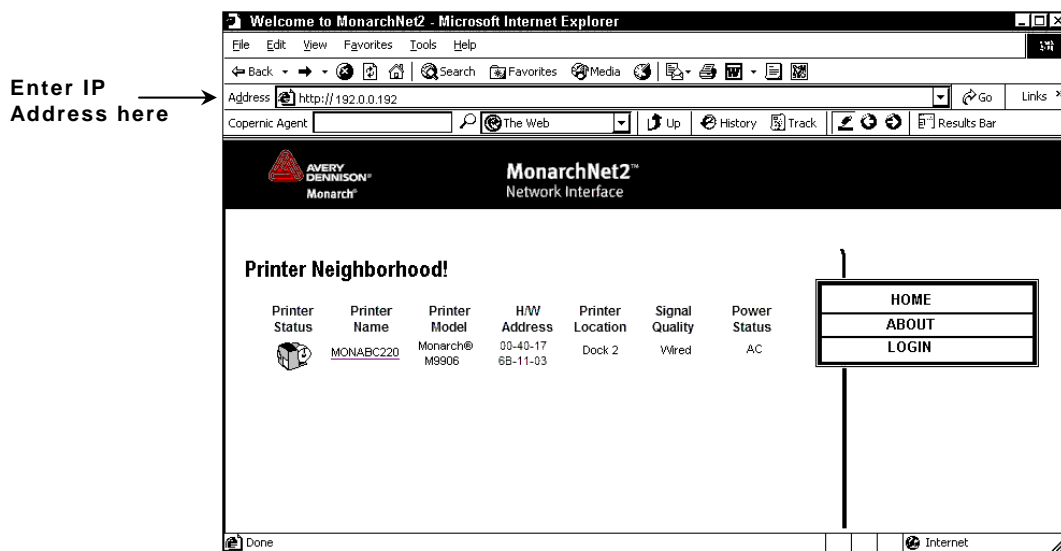 Welcome to MonarchNet2 - Microsoft Internet Explorer
File Edit View Favorites Tools Help
Back Search Favorites Media
Enter IP
Address here
Address http://192.0.0.192 Go Links
Copernic Agent The Web Up History Track Results Bar
AVERY
DENNISON®
Monarch®
MonarchNet2™
Network Interface
Printer Neighborhood!
Printer Status Printer Name Printer Model H/W Address Printer Location Signal Quality Power Status
MONABC220 Monarch® M9906 00-40-17 6B-11-03 Dock 2 Wired AC
HOME
ABOUT
LOGIN
Done Internet